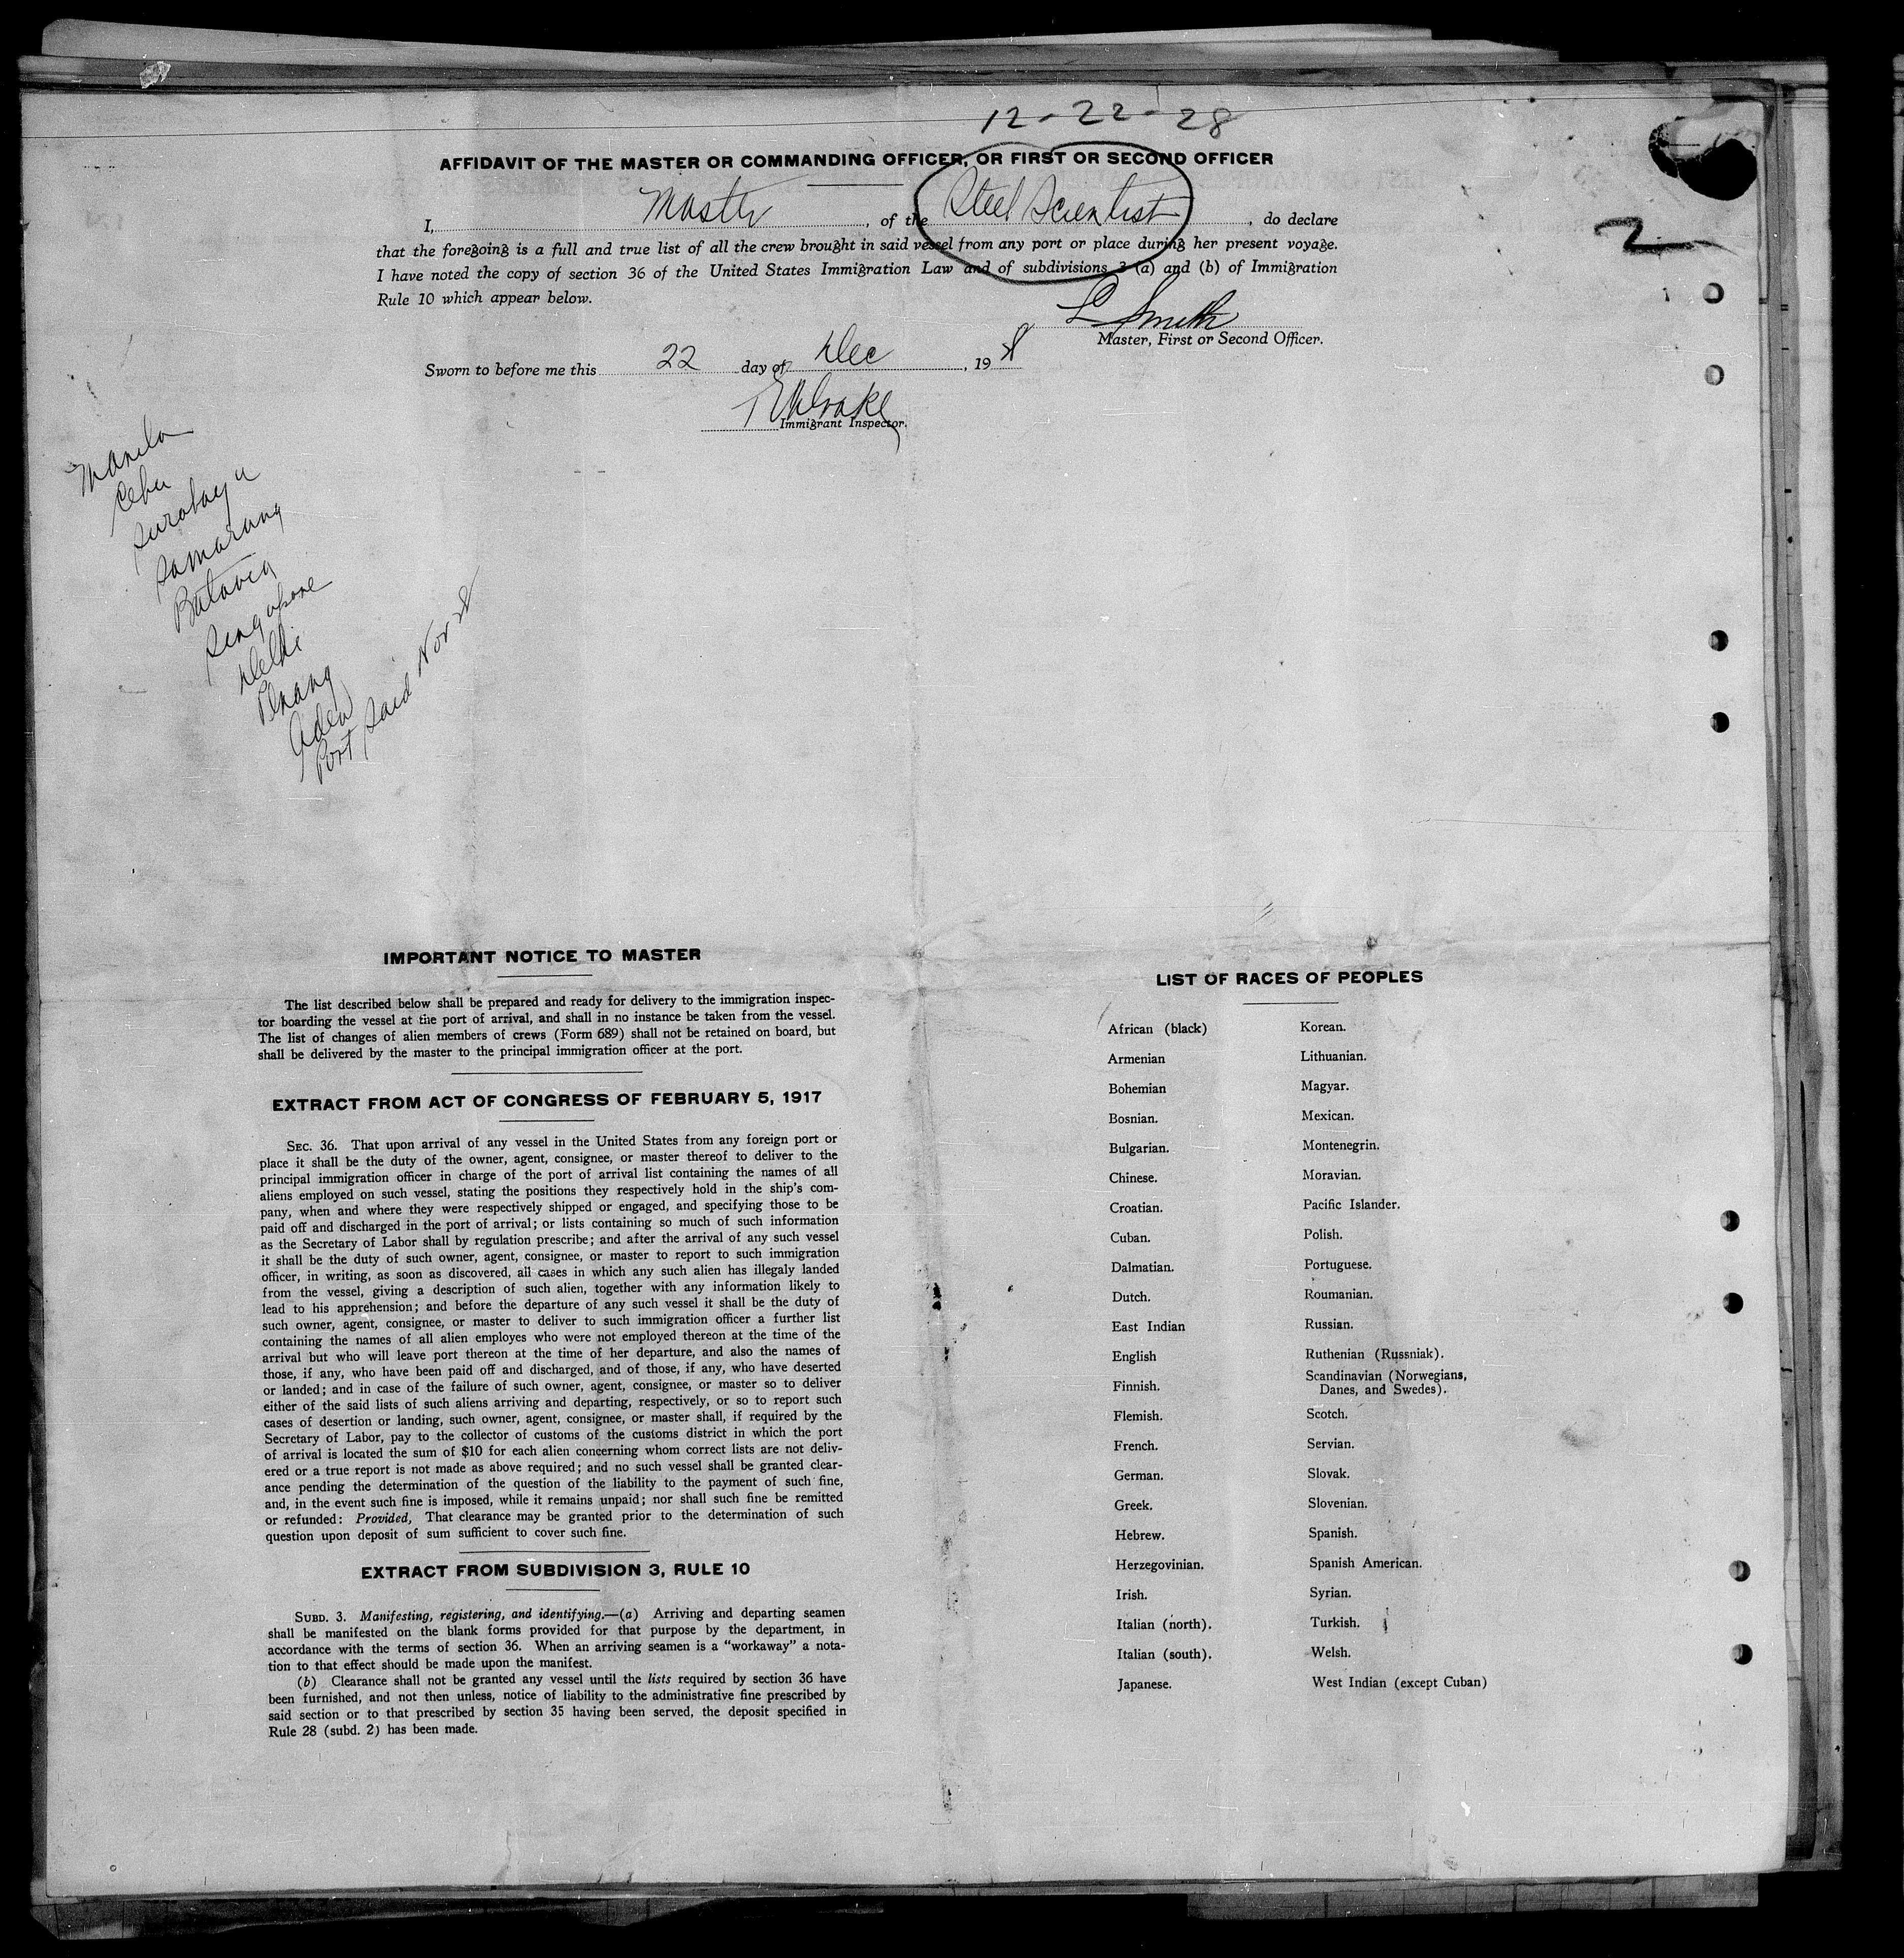 12-22-28
AFFIDAVIT OF THE MASTER OR COMMANDING OFFICER, OR FIRST OR SECOND OFFICER
I, Master, of the Steel Scientist, do declare
that the foregoing is a full and true list of all the crew brought in said vessel from any port or place during her present voyage.
I have noted the copy of section 36 of the United States Immigration Law and of subdivisions 3 (a) and (b) of Immigration
Rule 10 which appear below.
2
L Smith
Master, First or Second Officer.
Sworn to before me this 22 day of Dec, 19 28
Drake
Immigrant Inspector.
Manila
Cebu
Surabaya
Samarang
Batavia
Singapore
Delhi
Penang
Aden
Port Said Nov 28
IMPORTANT NOTICE TO MASTER
The list described below shall be prepared and ready for delivery to the immigration inspec-
tor boarding the vessel at the port of arrival, and shall in no instance be taken from the vessel.
The list of changes of alien members of crews (Form 689) shall not be retained on board, but
shall be delivered by the master to the principal immigration officer at the port.
EXTRACT FROM ACT OF CONGRESS OF FEBRUARY 5, 1917
SEC. 36. That upon arrival of any vessel in the United States from any foreign port or
place it shall be the duty of the owner, agent, consignee, or master thereof to deliver to the
principal immigration officer in charge of the port of arrival list containing the names of all
aliens employed on such vessel, stating the positions they respectively hold in the ship's com-
pany, when and where they were respectively shipped or engaged, and specifying those to be
paid off and discharged in the port of arrival; or lists containing so much of such information
as the Secretary of Labor shall by regulation prescribe; and after the arrival of any such vessel
it shall be the duty of such owner, agent, consignee, or master to report to such immigration
officer, in writing, as soon as discovered, all cases in which any such alien has illegaly landed
from the vessel, giving a description of such alien, together with any information likely to
lead to his apprehension; and before the departure of any such vessel it shall be the duty of
such owner, agent, consignee, or master to deliver to such immigration officer a further list
containing the names of all alien employes who were not employed thereon at the time of the
arrival but who will leave port thereon at the time of her departure, and also the names of
those, if any, who have been paid off and discharged, and of those, if any, who have deserted
or landed; and in case of the failure of such owner, agent, consignee, or master so to deliver
either of the said lists of such aliens arriving and departing, respectively, or so to report such
cases of desertion or landing, such owner, agent, consignee, or master shall, if required by the
Secretary of Labor, pay to the collector of customs of the customs district in which the port
of arrival is located the sum of $10 for each alien concerning whom correct lists are not deliv-
ered or a true report is not made as above required; and no such vessel shall be granted clear-
ance pending the determination of the question of the liability to the payment of such fine,
and, in the event such fine is imposed, while it remains unpaid; nor shall such fine be remitted
or refunded: Provided, That clearance may be granted prior to the determination of such
question upon deposit of sum sufficient to cover such fine.
EXTRACT FROM SUBDIVISION 3, RULE 10
SUBD. 3. Manifesting, registering, and identifying.—(a) Arriving and departing seamen
shall be manifested on the blank forms provided for that purpose by the department, in
accordance with the terms of section 36. When an arriving seamen is a "workaway" a nota-
tion to that effect should be made upon the manifest.
(b) Clearance shall not be granted any vessel until the lists required by section 36 have
been furnished, and not then unless, notice of liability to the administrative fine prescribed by
said section or to that prescribed by section 35 having been served, the deposit specified in
Rule 28 (subd. 2) has been made.
LIST OF RACES OF PEOPLES
African (black)
Armenian
Bohemian
Bosnian.
Bulgarian.
Chinese.
Croatian.
Cuban.
Dalmatian.
Dutch.
East Indian
English
Finnish.
Flemish.
French.
German.
Greek.
Hebrew.
Herzegovinian.
Irish.
Italian (north).
Italian (south).
Japanese.
Korean.
Lithuanian.
Magyar.
Mexican.
Montenegrin.
Moravian.
Pacific Islander.
Polish.
Portuguese.
Roumanian.
Russian.
Ruthenian (Russniak).
Scandinavian (Norwegians,
Danes, and Swedes).
Scotch.
Servian.
Slovak.
Slovenian.
Spanish.
Spanish American.
Syrian.
Turkish.
Welsh.
West Indian (except Cuban)